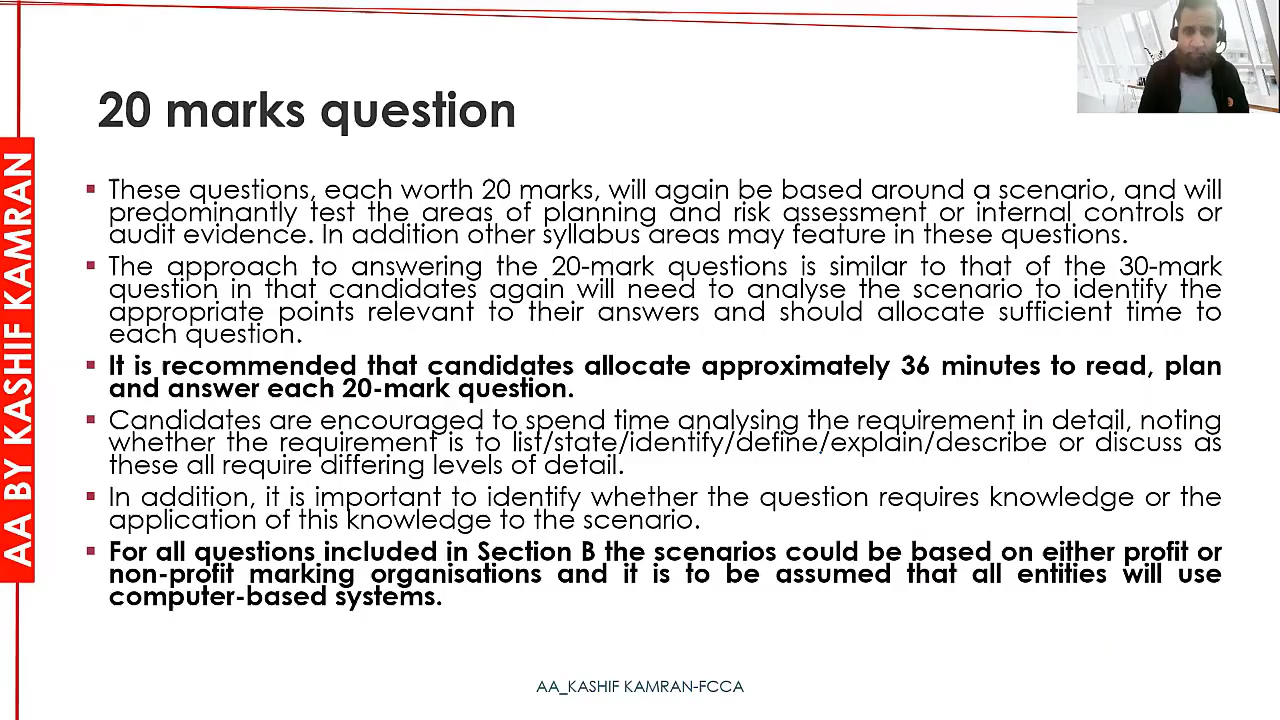 20 marks question
AA BY KASHIF KAMRAN
▪ These questions, each worth 20 marks, will again be based around a scenario, and will
predominantly test the areas of planning and risk assessment or internal controls or
audit evidence. In addition other syllabus areas may feature in these questions.
▪ The approach to answering the 20-mark questions is similar to that of the 30-mark
question in that candidates again will need to analyse the scenario to identify the
appropriate points relevant to their answers and should allocate sufficient time to
each question.
▪ It is recommended that candidates allocate approximately 36 minutes to read, plan
and answer each 20-mark question.
▪ Candidates are encouraged to spend time analysing the requirement in detail, noting
whether the requirement is to list/state/identify/define/explain/describe or discuss as
these all require differing levels of detail.
▪ In addition, it is important to identify whether the question requires knowledge or the
application of this knowledge to the scenario.
▪ For all questions included in Section B the scenarios could be based on either profit or
non-profit marking organisations and it is to be assumed that all entities will use
computer-based systems.
AA_KASHIF KAMRAN-FCCA